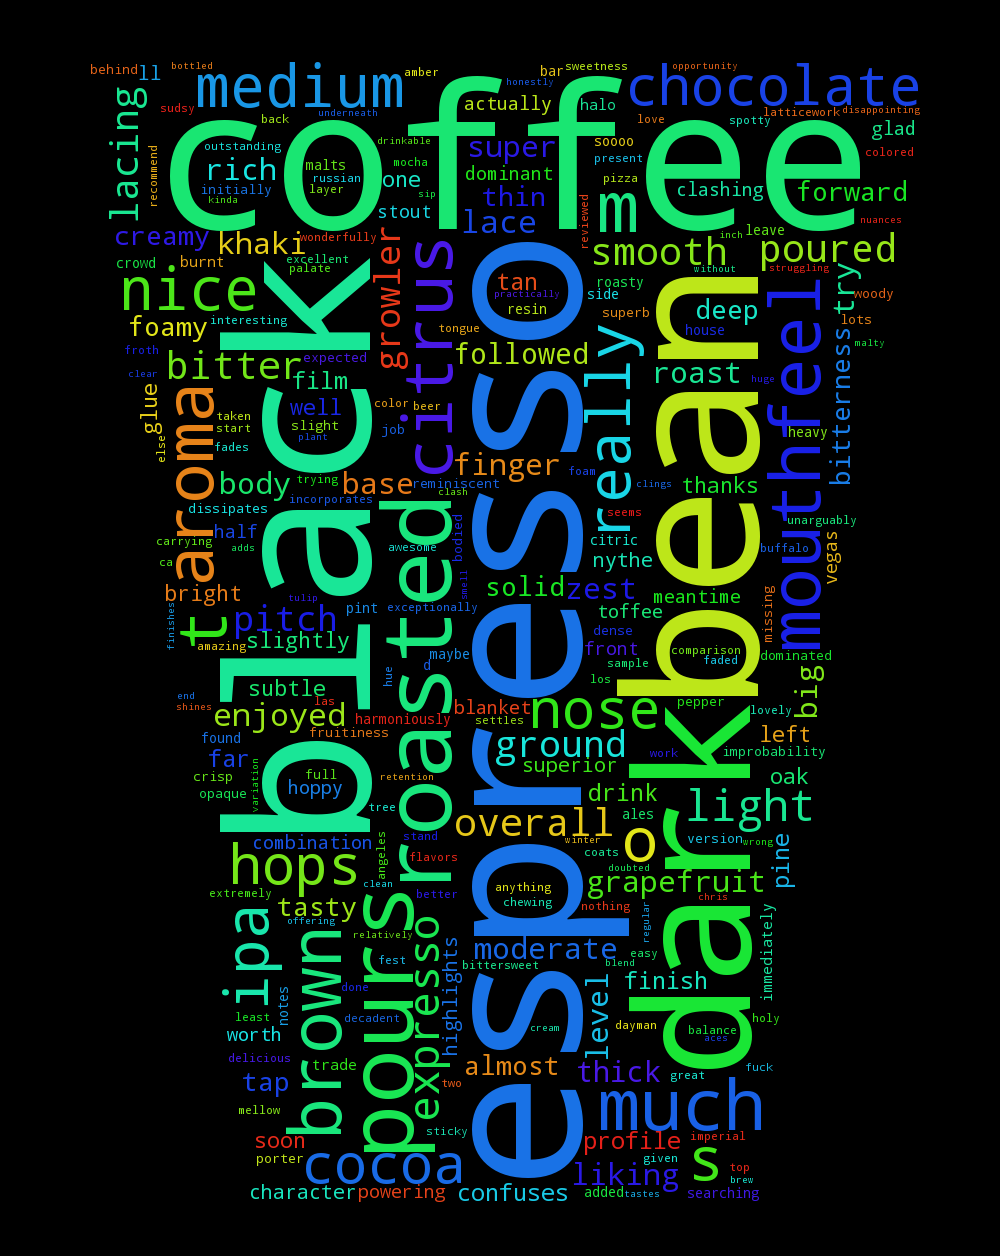 behind
ll
bottled
medium
amber
honestly
bar
sweetness
opportunity
chocolate
coffee
lacing
sudsy
back
underneath
actually
halo
love
latticework
disappointing
spotty
glad
recommend
outstanding
rich
malts
russian
initially
layer
kinda
drinkable
mocha
one
sip
stout
super
dominant
thin
lace
soooo
present
pizza
m
clashing
forward
colored
nuances
creamy
khaki
wonderfully
reviewed
smooth
inch
leave
poured
crowd
burnt
excellent
palate
growler
citrus
tan
practically
resin
side
roasty
without
struggling
try
woody
nice
black
espresso
bean
superb
deep
mouthfeel
lots
foamy
interesting
tongue
really
house
malty
froth
bitter
expected
followed
roast
huge
bitterness
clear
film
glue
aroma
taken
start
well
slight
plant
color
beer
job
heavy
else
fades
finger
foam
body
trying
base
reminiscent
clings
thanks
dissipates
incorporates
clash
seems
unarguably
half
roasted
carrying
adds
awesome
bodied
citric
buffalo
vegas
ca
nythe
bright
tulip
smell
solid
zest
meantime
missing
t
pitch
pint
exceptionally
toffee
finishes
amazing
slightly
maybe
dense
front
comparison
faded
dominated
subtle
hue
d
sample
los
big
end
shines
las
blanket
settles
nose
pepper
lovely
enjoyed
harmoniously
fruitiness
left
found
ground
work
improbability
far
superior
dark
crisp
full
retention
oak
opaque
variation
hoppy
tree
drink
light
combination
stand
overall
ales
o
version
wrong
winter
pine
hops
angeles
flavors
coats
doubted
extremely
clean
better
anything
chewing
grapefruit
chris
tasty
nothing
regular
immediately
ipa
offering
brown
pours
relatively
expresso
moderate
easy
fest
highlights
bittersweet
blend
finish
level
notes
done
least
decadent
cream
dayman
balance
aces
holy
worth
delicious
trade
almost
thick
great
fuck
tap
two
mellow
much
soon
sticky
profile
imperial
porter
cocoa
given
s
top
liking
brew
character
powering
confuses
added
tastes
searching